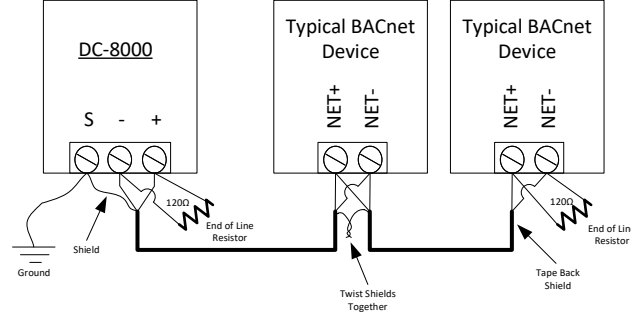 DC-8000
S - +
120Ω
End of Line
Resistor
Shield
Ground
Typical BACnet
Device
NET+ NET-
Twist Shields
Together
Typical BACnet
Device
NET+ NET-
120Ω
End of Line
Resistor
Tape Back
Shield